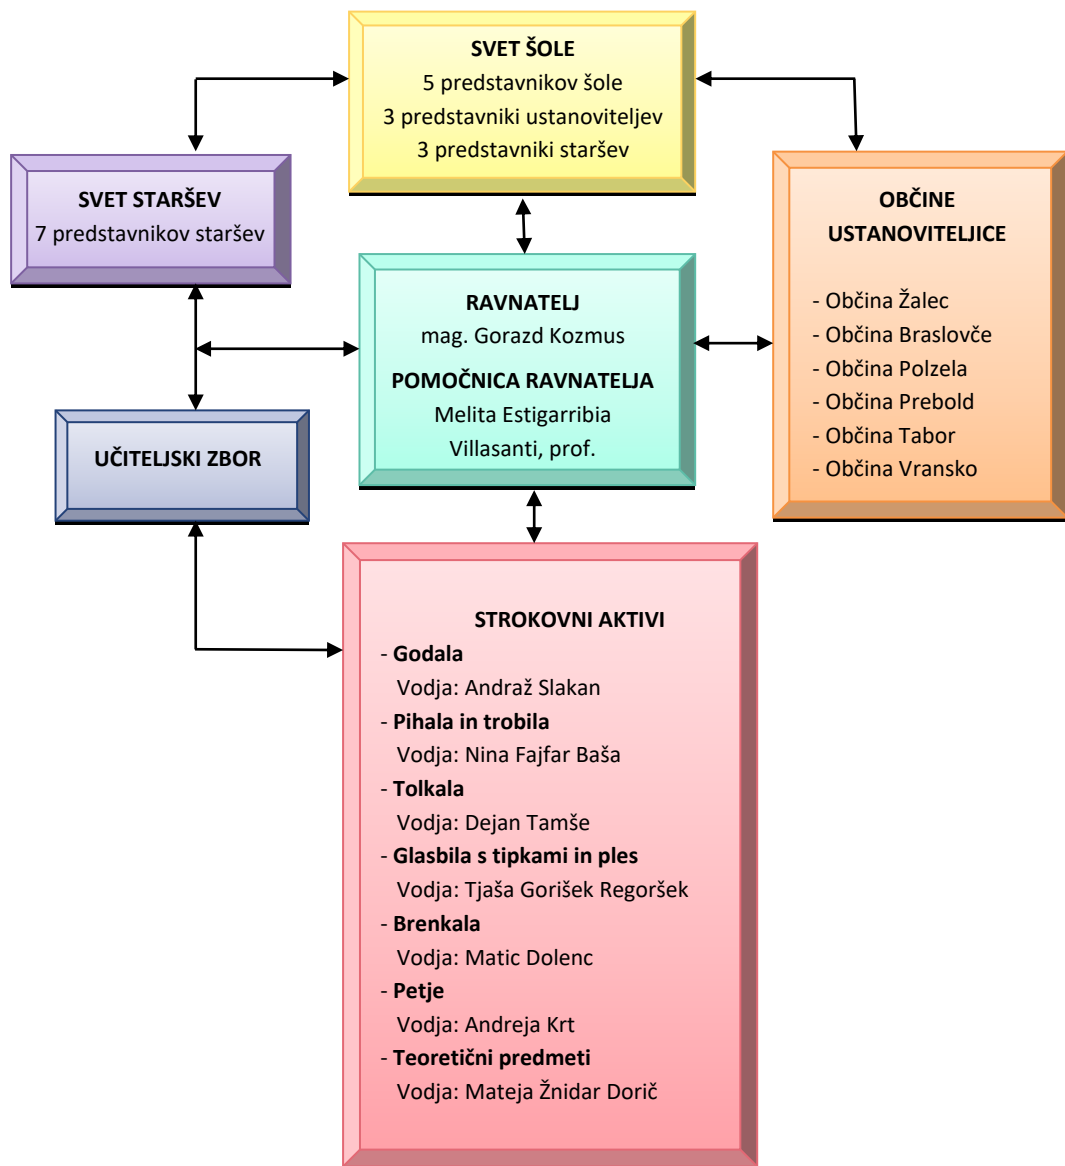 SVET ŠOLE
5 predstavnikov šole
3 predstavniki ustanoviteljev
3 predstavniki staršev
SVET STARŠEV
7 predstavnikov staršev
OBČINE
USTANOVITELJICE
- Občina Žalec
- Občina Braslovče
- Občina Polzela
- Občina Prebold
- Občina Tabor
- Občina Vransko
RAVNATELJ
mag. Gorazd Kozmus
POMOČNICA RAVNATELJA
Melita Estigarribia
Villasanti, prof.
UČITELJSKI ZBOR
STROKOVNI AKTIVI
- Godala
Vodja: Andraž Slakan
- Pihala in trobila
Vodja: Nina Fajfar Baša
- Tolkala
Vodja: Dejan Tamše
- Glasbila s tipkami in ples
Vodja: Tjaša Gorišek Regoršek
- Brenkala
Vodja: Matic Dolenc
- Petje
Vodja: Andreja Krt
- Teoretični predmeti
Vodja: Mateja Žnidar Dorič